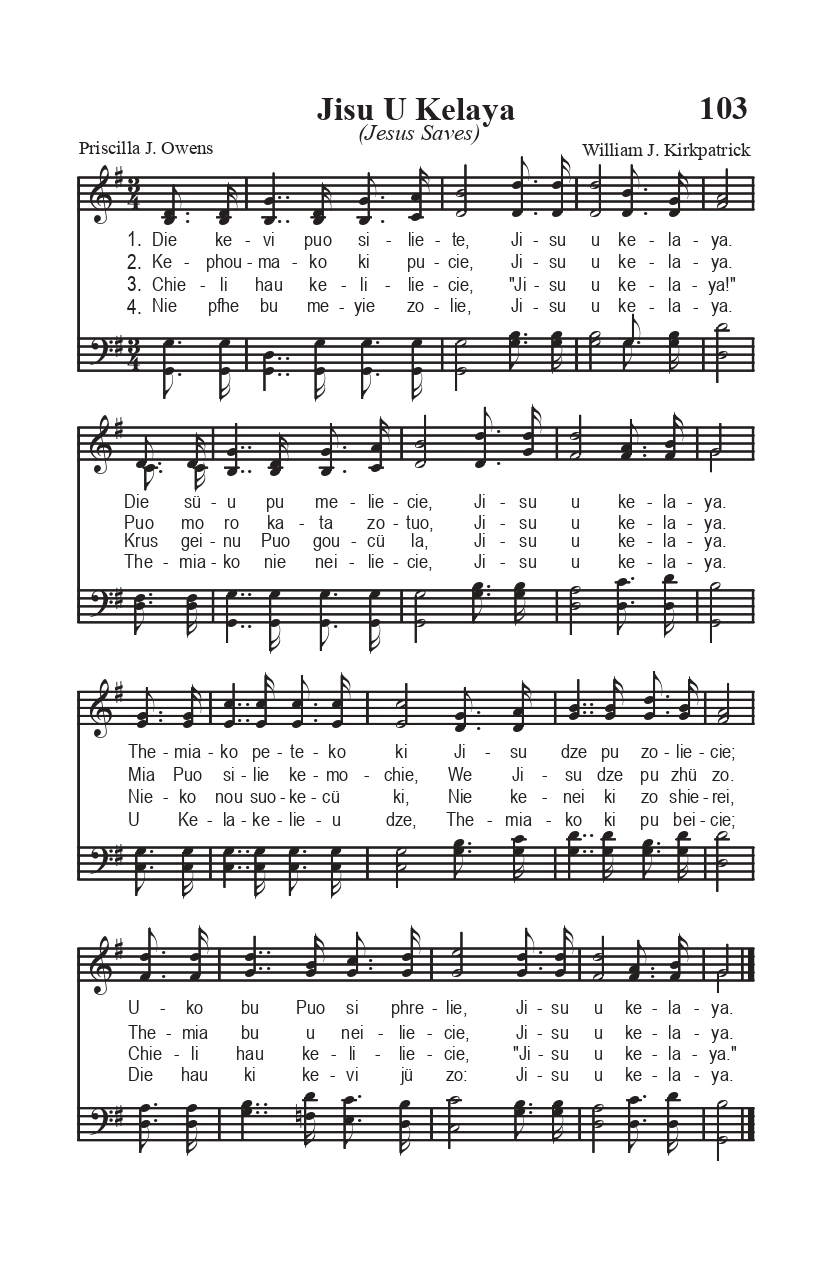 Jisu U Kelaya
103
(Jesus Saves)
Priscilla J. Owens
William J. Kirkpatrick
1. Die ke - vi puo si - lie - te, Ji - su u ke - la - ya.
2. Ke - phou - ma - ko ki pu - cie, Ji - su u ke - la - ya.
3. Chie - li hau ke - li - lie - cie, "Ji - su u ke - la - ya!"
4. Nie pfhe bu me - yie zo - lie, Ji - su u ke - la - ya.
Die sü - u pu me - lie - cie, Ji - su u ke - la - ya.
Puo mo ro ka - ta zo - tuo, Ji - su u ke - la - ya.
Krus gei - nu Puo gou - cü la, Ji - su u ke - la - ya.
The - mia - ko nie nei - lie - cie, Ji - su u ke - la - ya.
The - mia - ko pe - te - ko ki Ji - su dze pu zo - lie - cie;
Mia Puo si - lie ke - mo - chie, We Ji - su dze pu zhü zo.
Nie - ko nou suo - ke - cü ki, Nie ke - nei ki zo shie - rei,
U Ke - la - ke - lie - u dze, The - mia - ko ki pu bei - cie;
U - ko bu Puo si phre - lie, Ji - su u ke - la - ya.
The - mia bu u nei - lie - cie, Ji - su u ke - la - ya.
Chie - li hau ke - li - lie - cie, "Ji - su u ke - la - ya."
Die hau ki ke - vi jü zo: Ji - su u ke - la - ya.